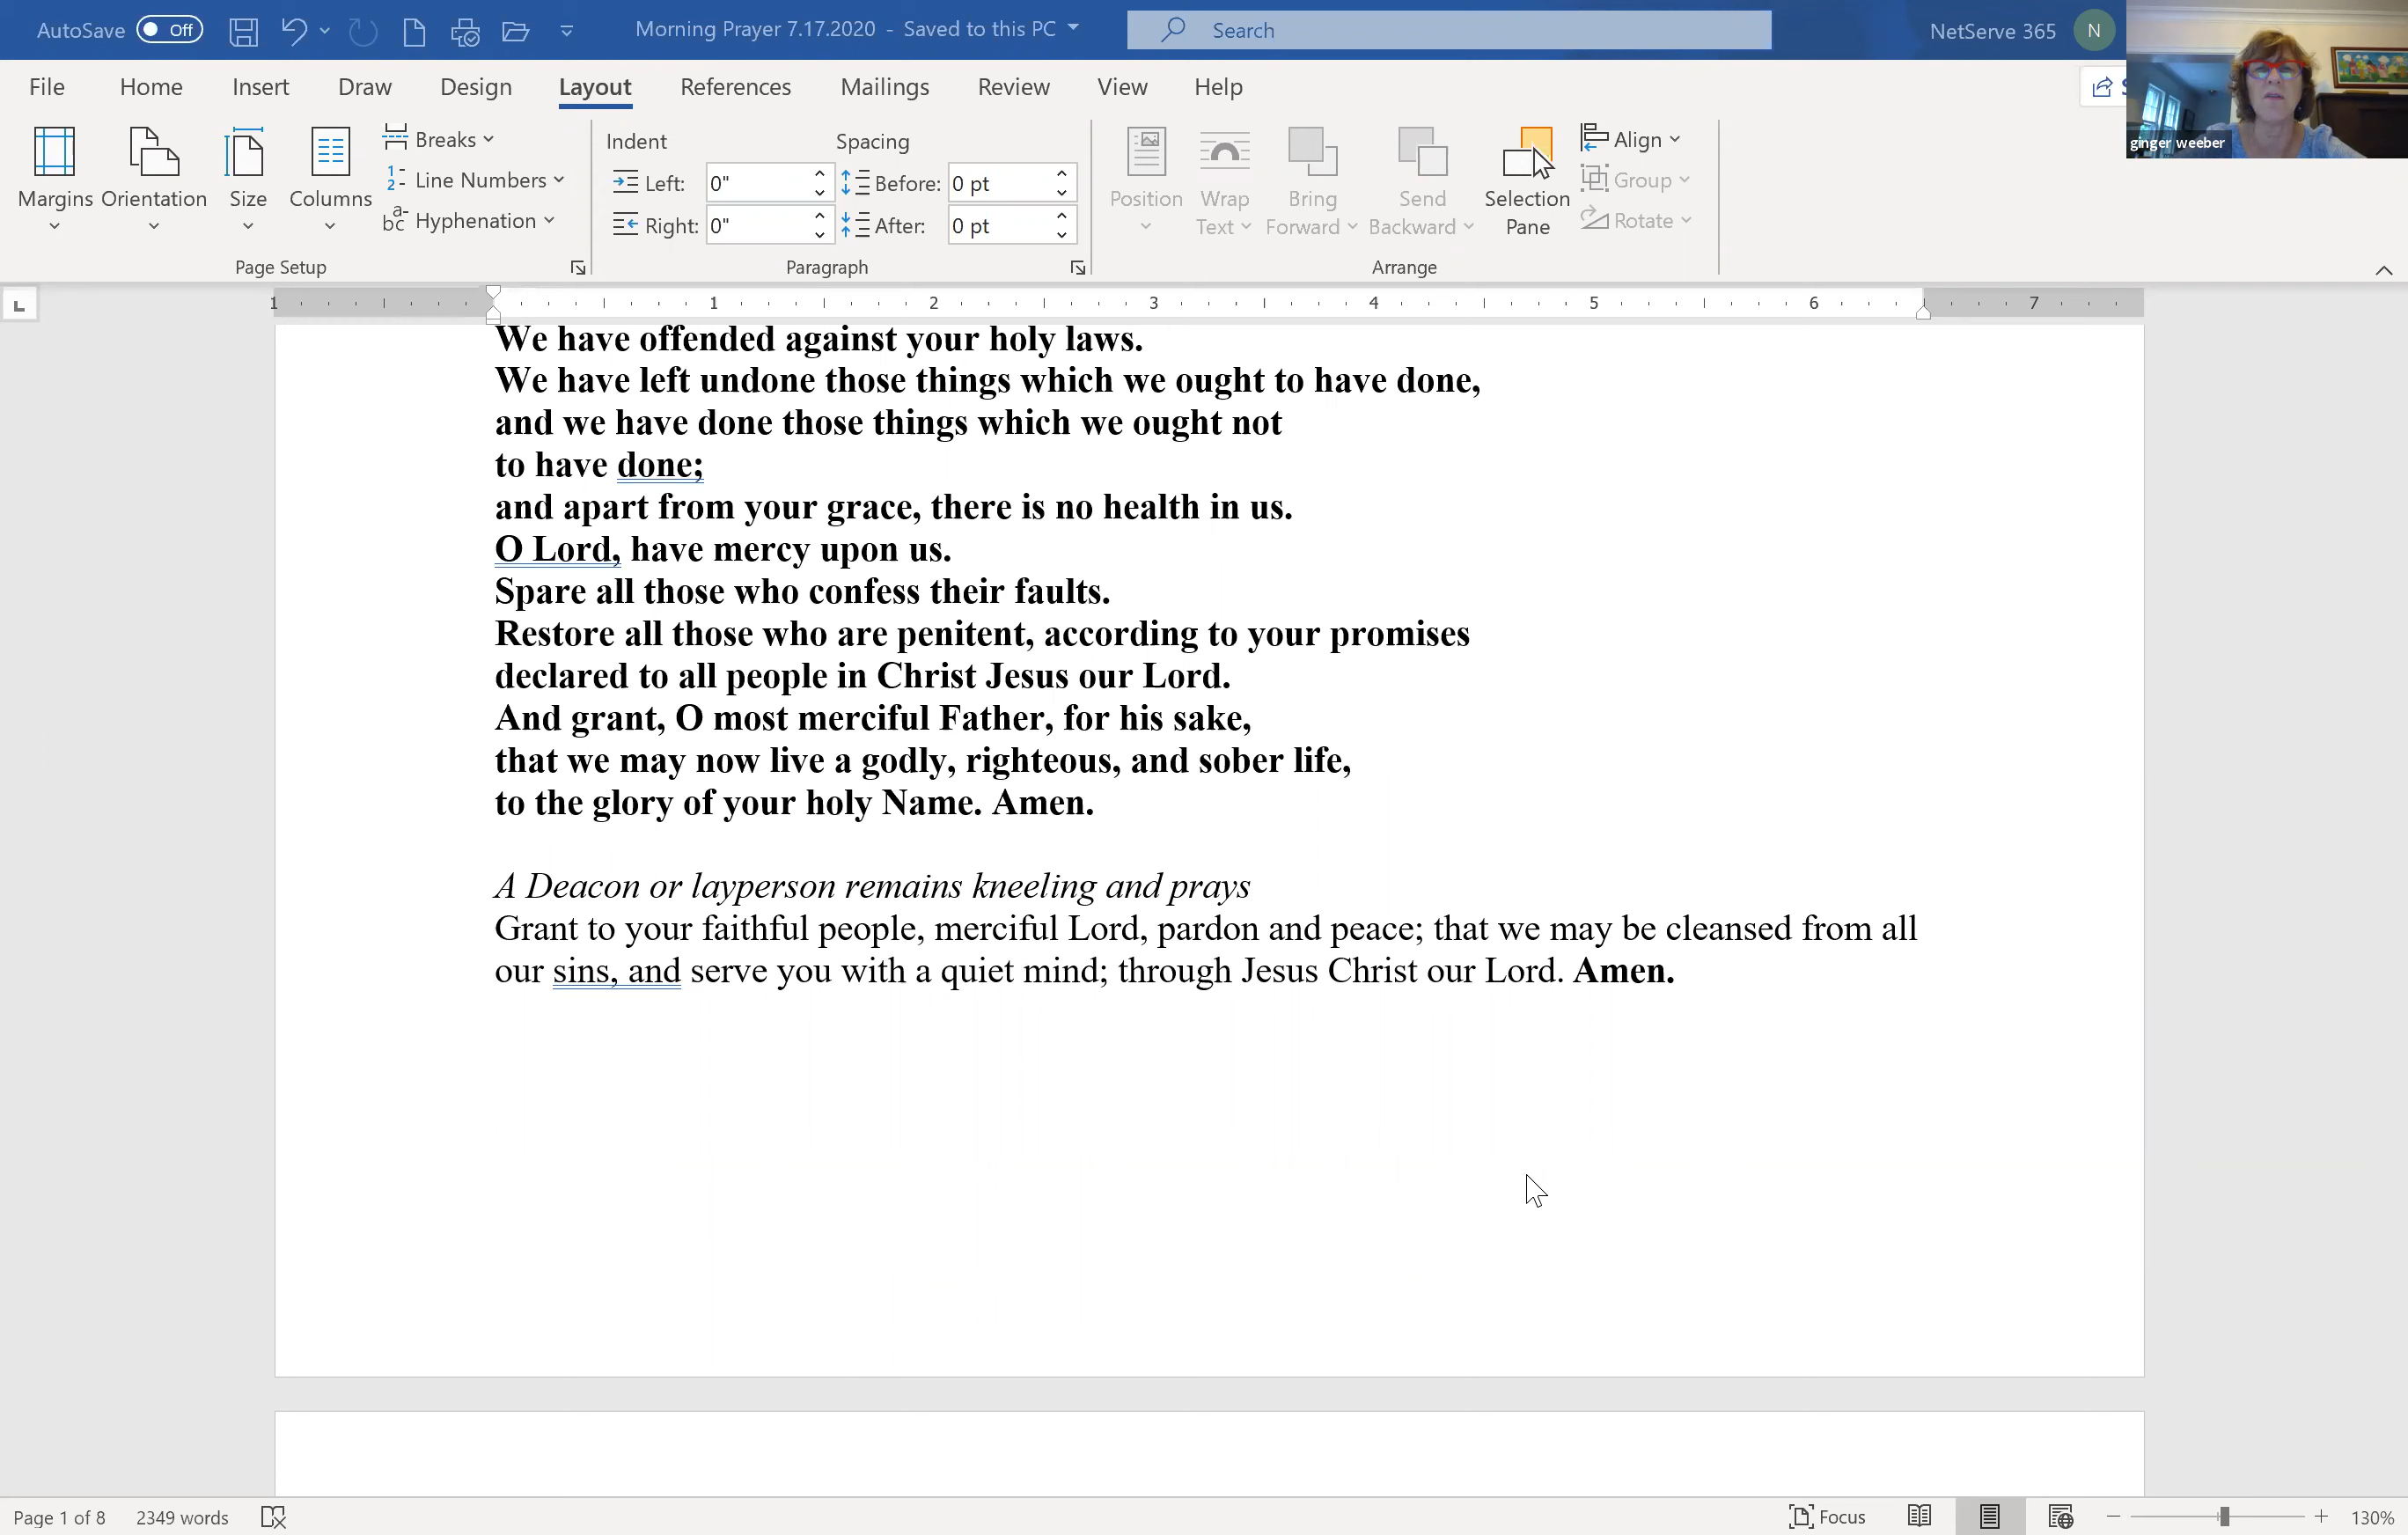 AutoSave Off Morning Prayer 7.17.2020 - Saved to this PC Search NetServe 365 N
File Home Insert Draw Design Layout References Mailings Review View Help
ginger weeber
Margins Orientation Size Columns
Breaks
Line Numbers
Hyphenation
Page Setup
Indent Spacing
Left: 0" Before: 0 pt
Right: 0" After: 0 pt
Paragraph
Position Wrap Text Bring Forward Send Backward Selection Pane
Align
Group
Rotate
Arrange
1 1 2 3 4 5 6 7
We have offended against your holy laws.
We have left undone those things which we ought to have done,
and we have done those things which we ought not
to have done;
and apart from your grace, there is no health in us.
O Lord, have mercy upon us.
Spare all those who confess their faults.
Restore all those who are penitent, according to your promises
declared to all people in Christ Jesus our Lord.
And grant, O most merciful Father, for his sake,
that we may now live a godly, righteous, and sober life,
to the glory of your holy Name. Amen.
A Deacon or layperson remains kneeling and prays
Grant to your faithful people, merciful Lord, pardon and peace; that we may be cleansed from all
our sins, and serve you with a quiet mind; through Jesus Christ our Lord. Amen.
Page 1 of 8 2349 words Focus 130%